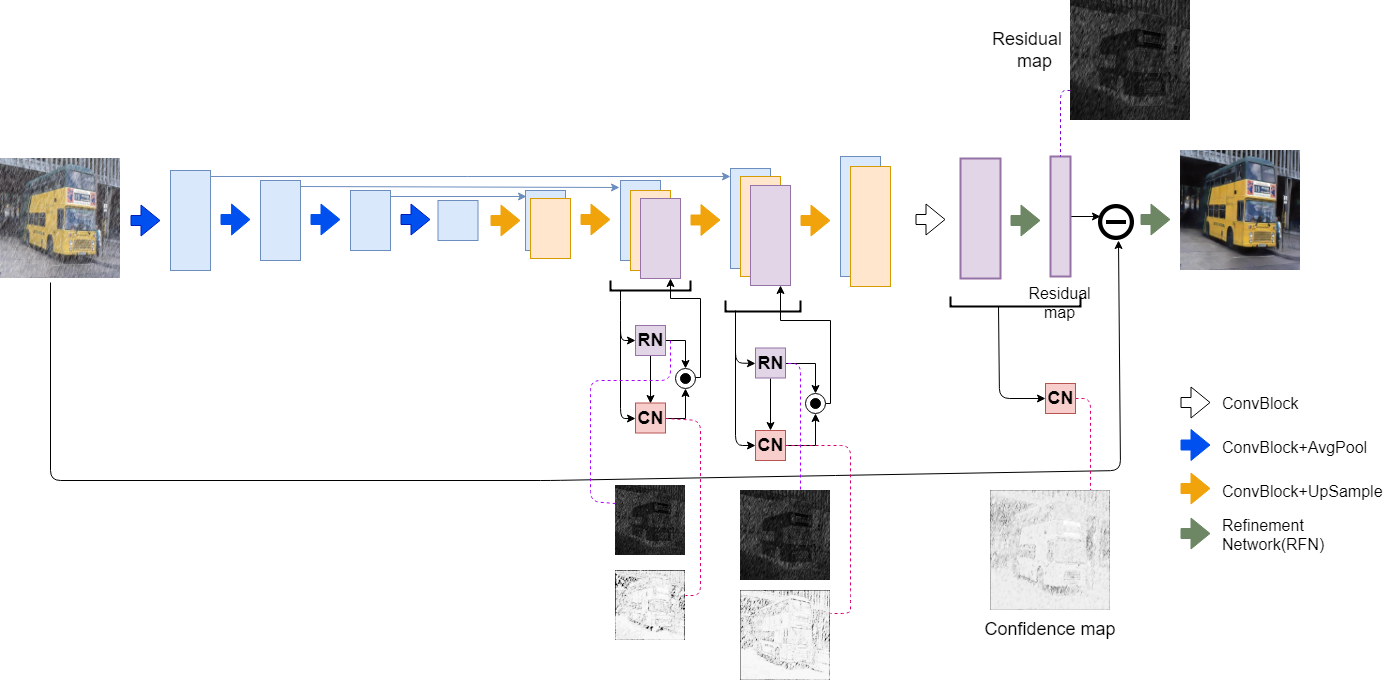 Residual
map
Residual
map
RN
CN
RN
CN
CN
Confidence map
ConvBlock
ConvBlock+AvgPool
ConvBlock+UpSample
Refinement
Network(RFN)